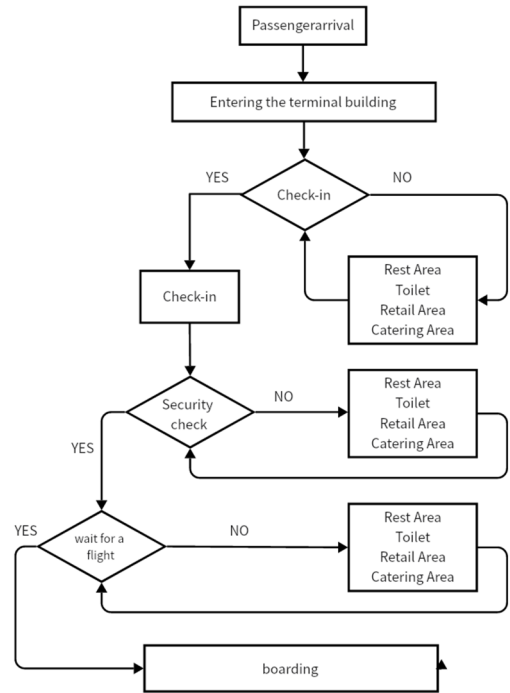 Passengerarrival
Entering the terminal building
YES
NO
Check-in
Rest Area
Toilet
Retail Area
Catering Area
Check-in
Security
check
NO
Rest Area
Toilet
Retail Area
Catering Area
YES
YES
wait for a
flight
NO
Rest Area
Toilet
Retail Area
Catering Area
boarding